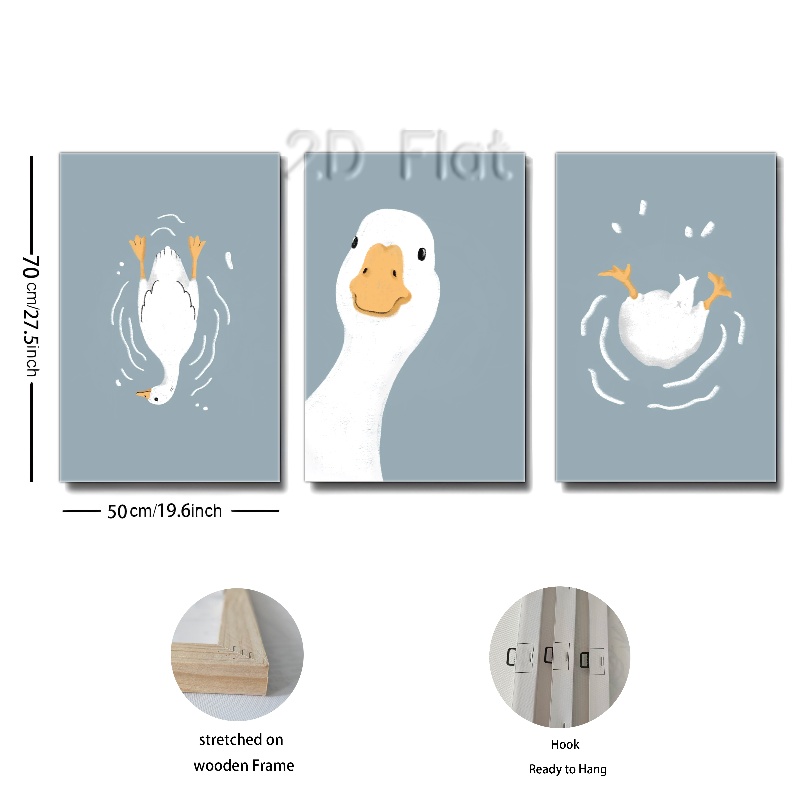 2D Flat
70 cm/27.5inch
50 cm/19.6inch
stretched on
wooden Frame
Hook
Ready to Hang